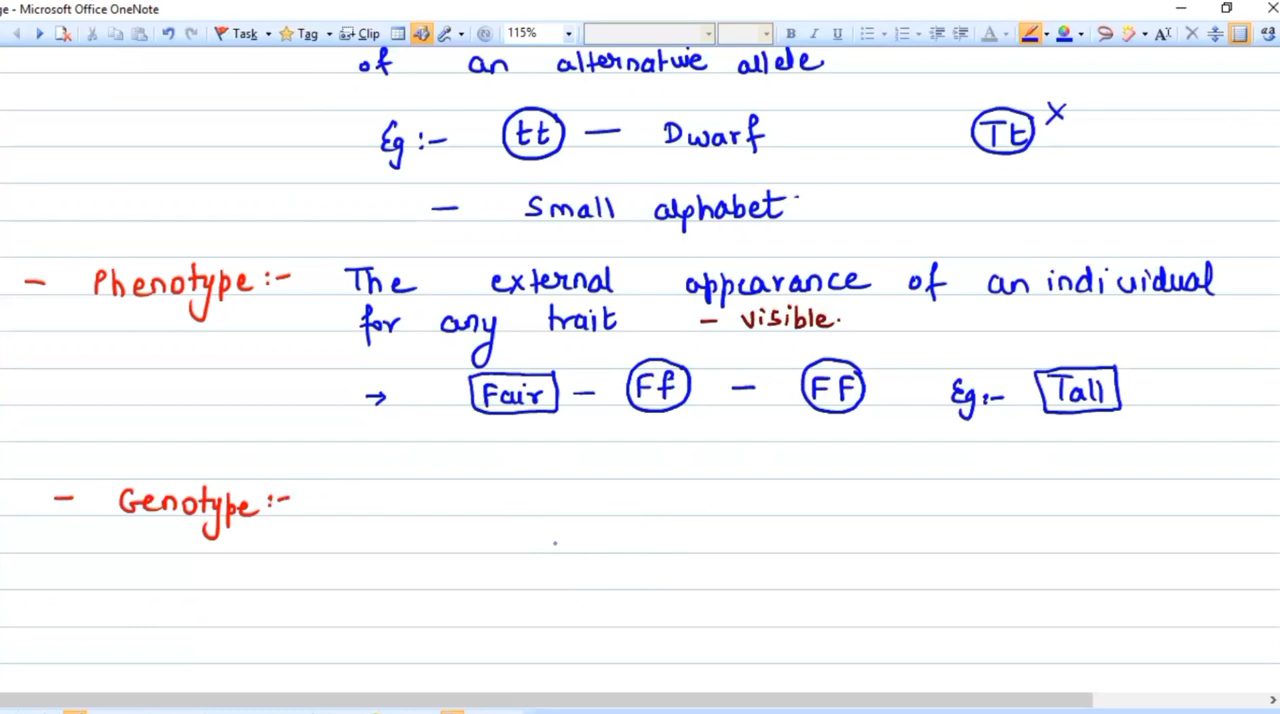 ge - Microsoft Office OneNote
Task Tag Clip 115% B I U A
of an alternative allele
Eg :- tt - Dwarf Tt x
- Small alphabet
- Phenotype :- The external appearance of an individual
for any trait - visible.
→ Fair - Ff - FF Eg :- Tall
- Genotype :-